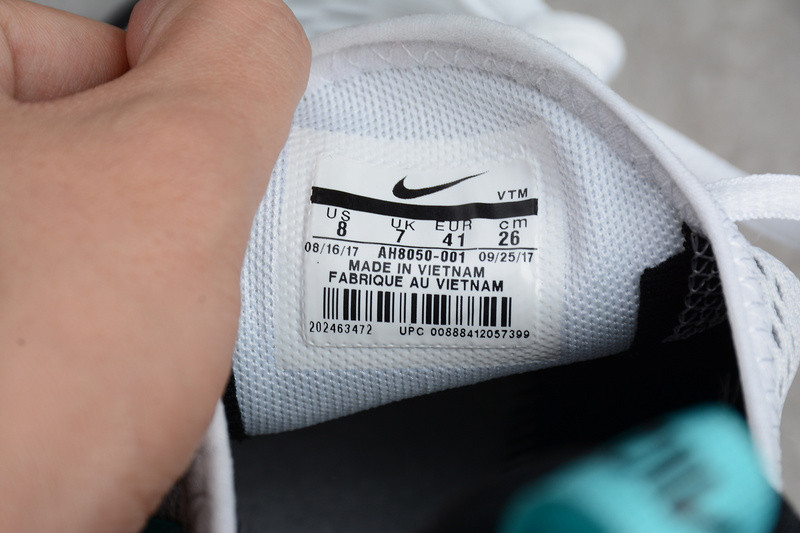 VTM
US UK EUR cm
8 7 41 26
08/16/17 AH8050-001 09/25/17
MADE IN VIETNAM
FABRIQUE AU VIETNAM
202463472 UPC 00888412057399